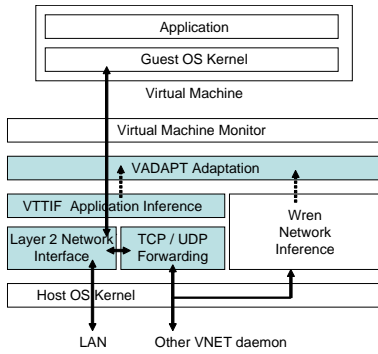 Application
Guest OS Kernel
Virtual Machine
Virtual Machine Monitor
VADAPT Adaptation
VTTIF Application Inference
Layer 2 Network
Interface
TCP / UDP
Forwarding
Wren
Network
Inference
Host OS Kernel
LAN
Other VNET daemon